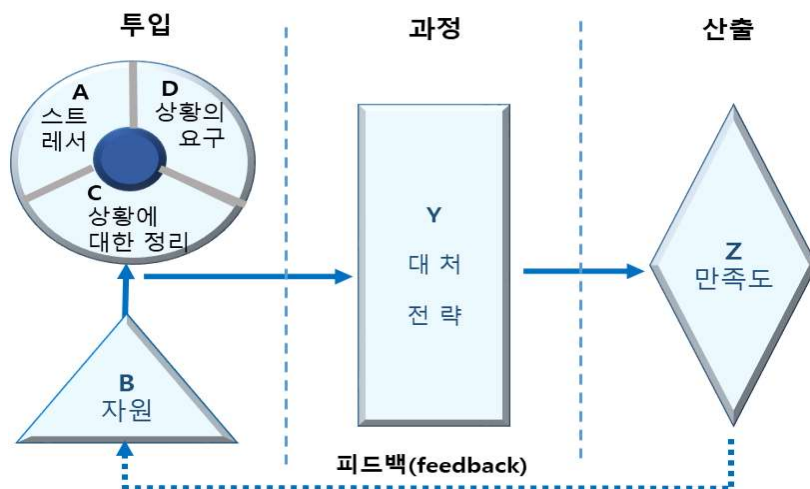 투입
과정
산출
A
스트
레서
D
상황의
요구
C
상황에
대한 정리
B
자원
Y
대 처
전 략
Z
만족도
피드백(feedback)